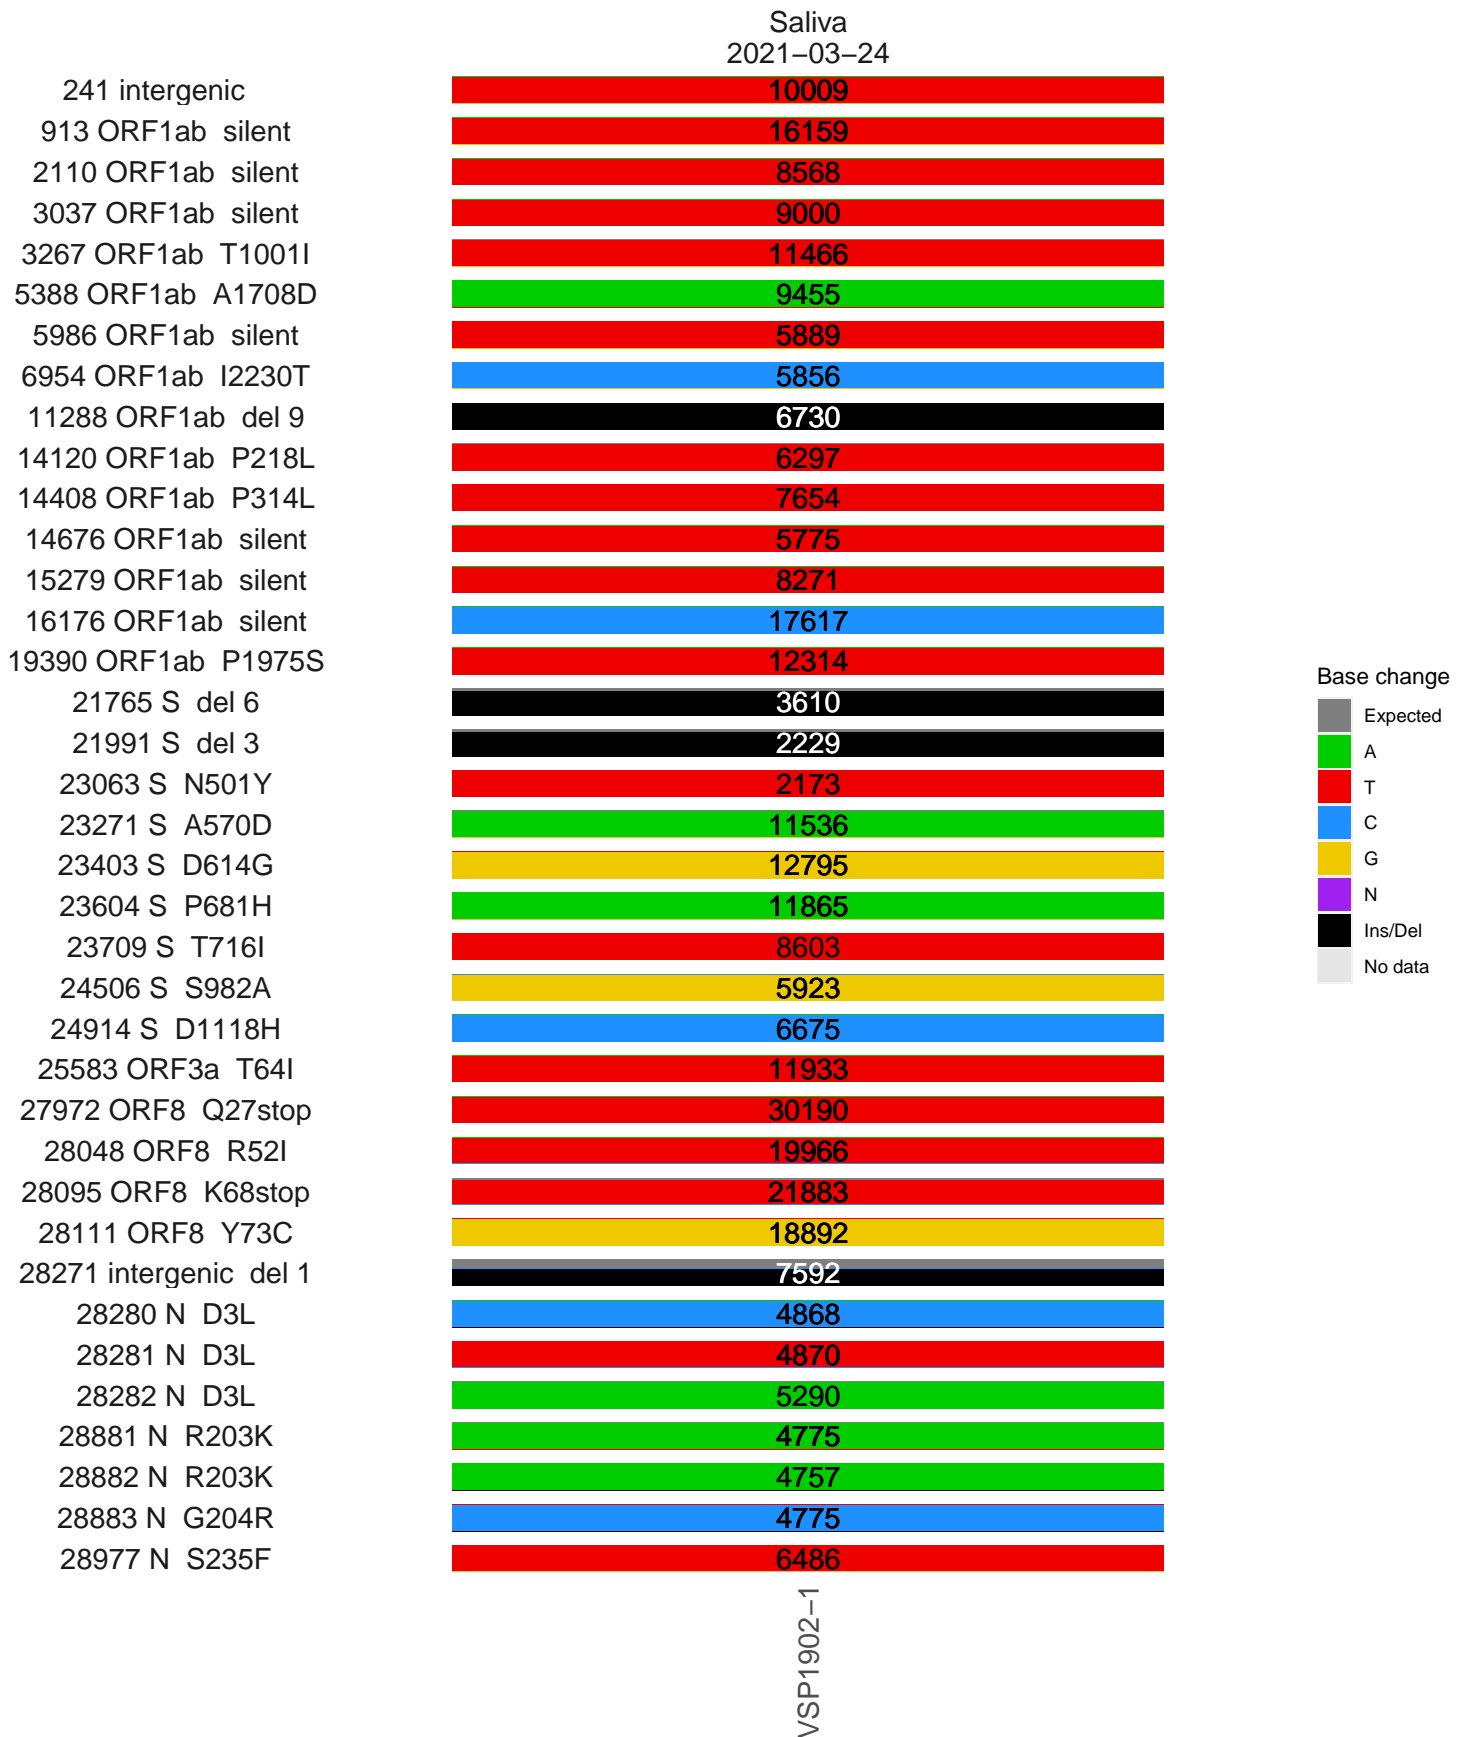 Saliva
2021−03−24
241 intergenic 10009
913 ORF1ab silent 16159
2110 ORF1ab silent 8568
3037 ORF1ab silent 9000
3267 ORF1ab T1001I 11466
5388 ORF1ab A1708D 9455
5986 ORF1ab silent 5889
6954 ORF1ab I2230T 5856
11288 ORF1ab del 9 6730
14120 ORF1ab P218L 6297
14408 ORF1ab P314L 7654
14676 ORF1ab silent 5775
15279 ORF1ab silent 8271
16176 ORF1ab silent 17617
19390 ORF1ab P1975S 12314
21765 S del 6 3610
21991 S del 3 2229
23063 S N501Y 2173
23271 S A570D 11536
23403 S D614G 12795
23604 S P681H 11865
23709 S T716I 8603
24506 S S982A 5923
24914 S D1118H 6675
25583 ORF3a T64I 11933
27972 ORF8 Q27stop 30190
28048 ORF8 R52I 19966
28095 ORF8 K68stop 21883
28111 ORF8 Y73C 18892
28271 intergenic del 1 7592
28280 N D3L 4868
28281 N D3L 4870
28282 N D3L 5290
28881 N R203K 4775
28882 N R203K 4757
28883 N G204R 4775
28977 N S235F 6486
VSP1902−1
Base change
Expected
A
T
C
G
N
Ins/Del
No data